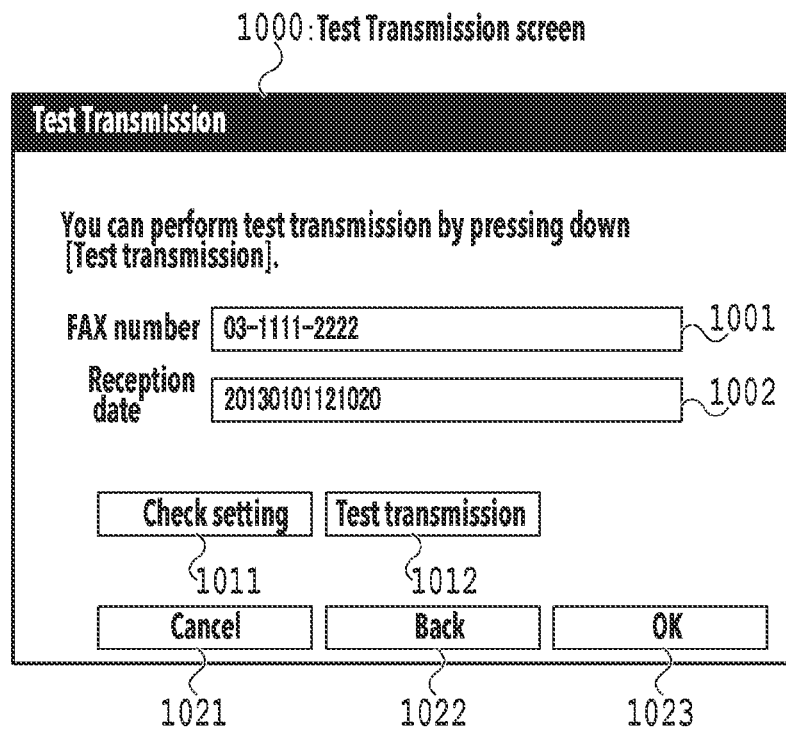 1000:Test Transmission screen
Test Transmission
You can perform test transmission by pressing down
[Test transmission].
FAX number 03-1111-2222 1001
Reception
date 20130101121020 1002
Check setting Test transmission
1011 1012
Cancel Back OK
1021 1022 1023